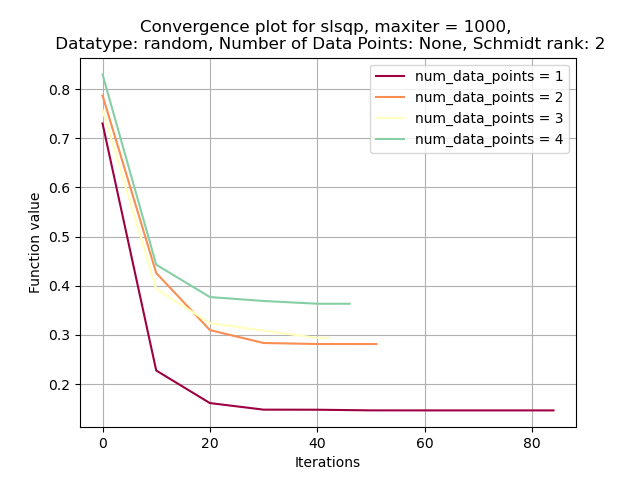 Convergence plot for slsqp, maxiter = 1000,
Datatype: random, Number of Data Points: None, Schmidt rank: 2
num_data_points = 1
num_data_points = 2
num_data_points = 3
num_data_points = 4
Function value
0.8
0.7
0.6
0.5
0.4
0.3
0.2
0 20 40 60 80
Iterations